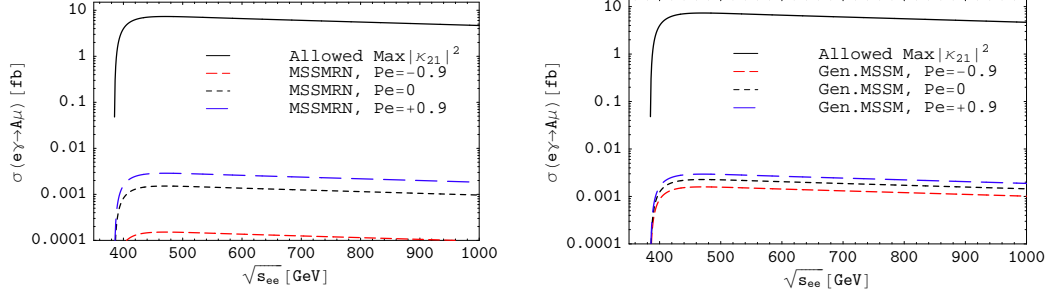 σ(eγ→Aμ)[fb]
10
1
0.1
0.01
0.001
0.0001
Allowed Max|κ₂₁|²
MSSMRN, Pe=−0.9
MSSMRN, Pe=0
MSSMRN, Pe=+0.9
400 500 600 700 800 900 1000
√s_ee [GeV]
σ(eγ→Aμ)[fb]
10
1
0.1
0.01
0.001
0.0001
Allowed Max|κ₂₁|²
Gen.MSSM, Pe=−0.9
Gen.MSSM, Pe=0
Gen.MSSM, Pe=+0.9
400 500 600 700 800 900 1000
√s_ee [GeV]